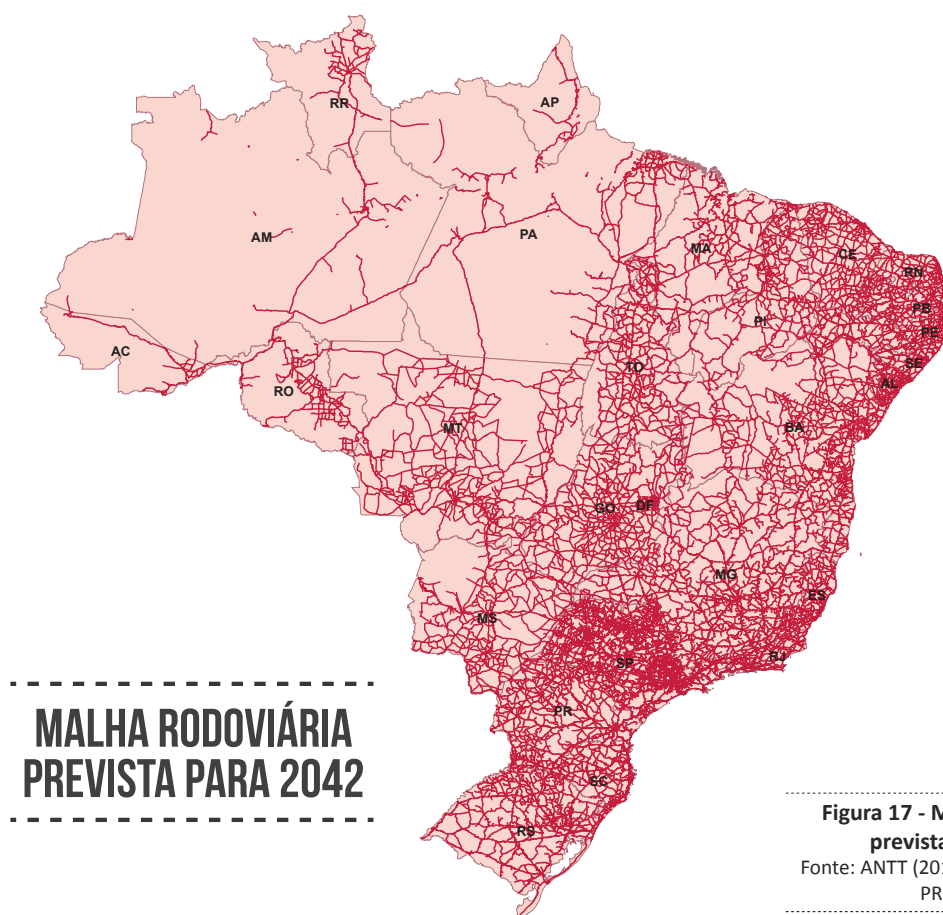 RR
AP
AM
PA
MA
CE
RN
PB
PE
PI
AC
TO
SE
AL
RO
MT
BA
GO
DF
MG
ES
MS
SP
RJ
PR
SC
RS
MALHA RODOVIÁRIA
PREVISTA PARA 2042
Figura 17 - M
prevista
Fonte: ANTT (201
PR